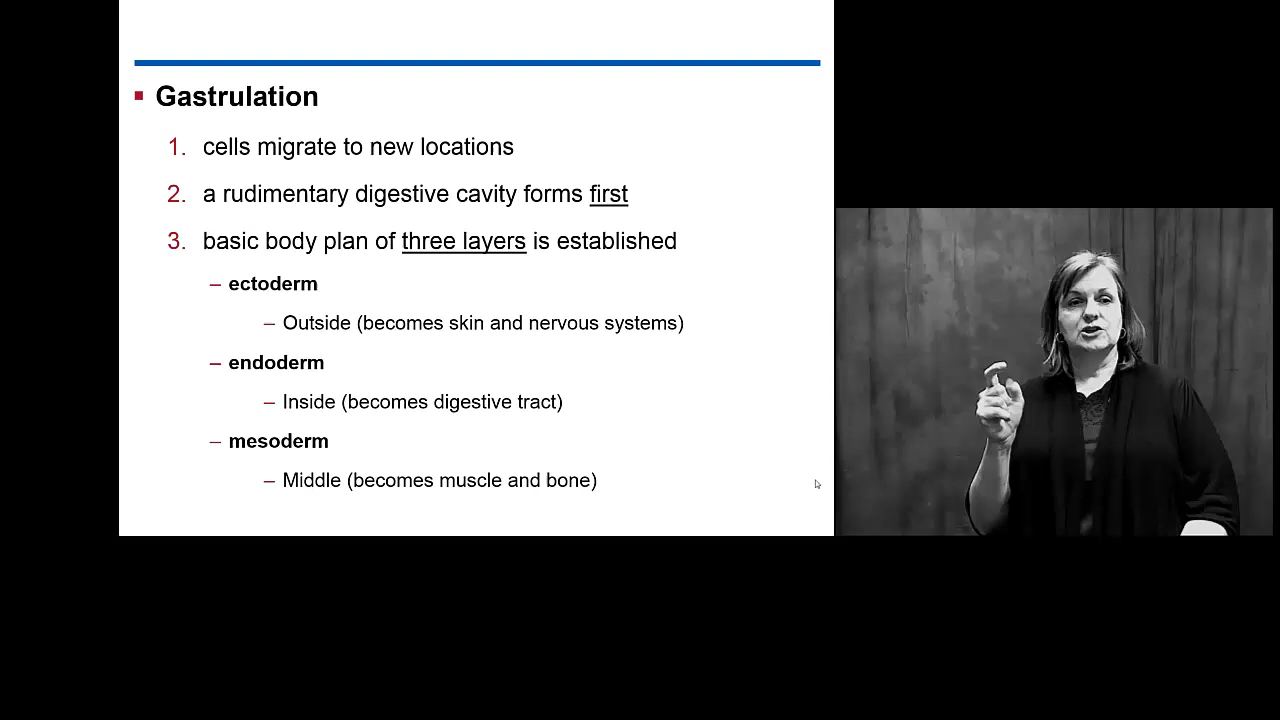 Gastrulation
1. cells migrate to new locations
2. a rudimentary digestive cavity forms first
3. basic body plan of three layers is established
– ectoderm
– Outside (becomes skin and nervous systems)
– endoderm
– Inside (becomes digestive tract)
– mesoderm
– Middle (becomes muscle and bone)